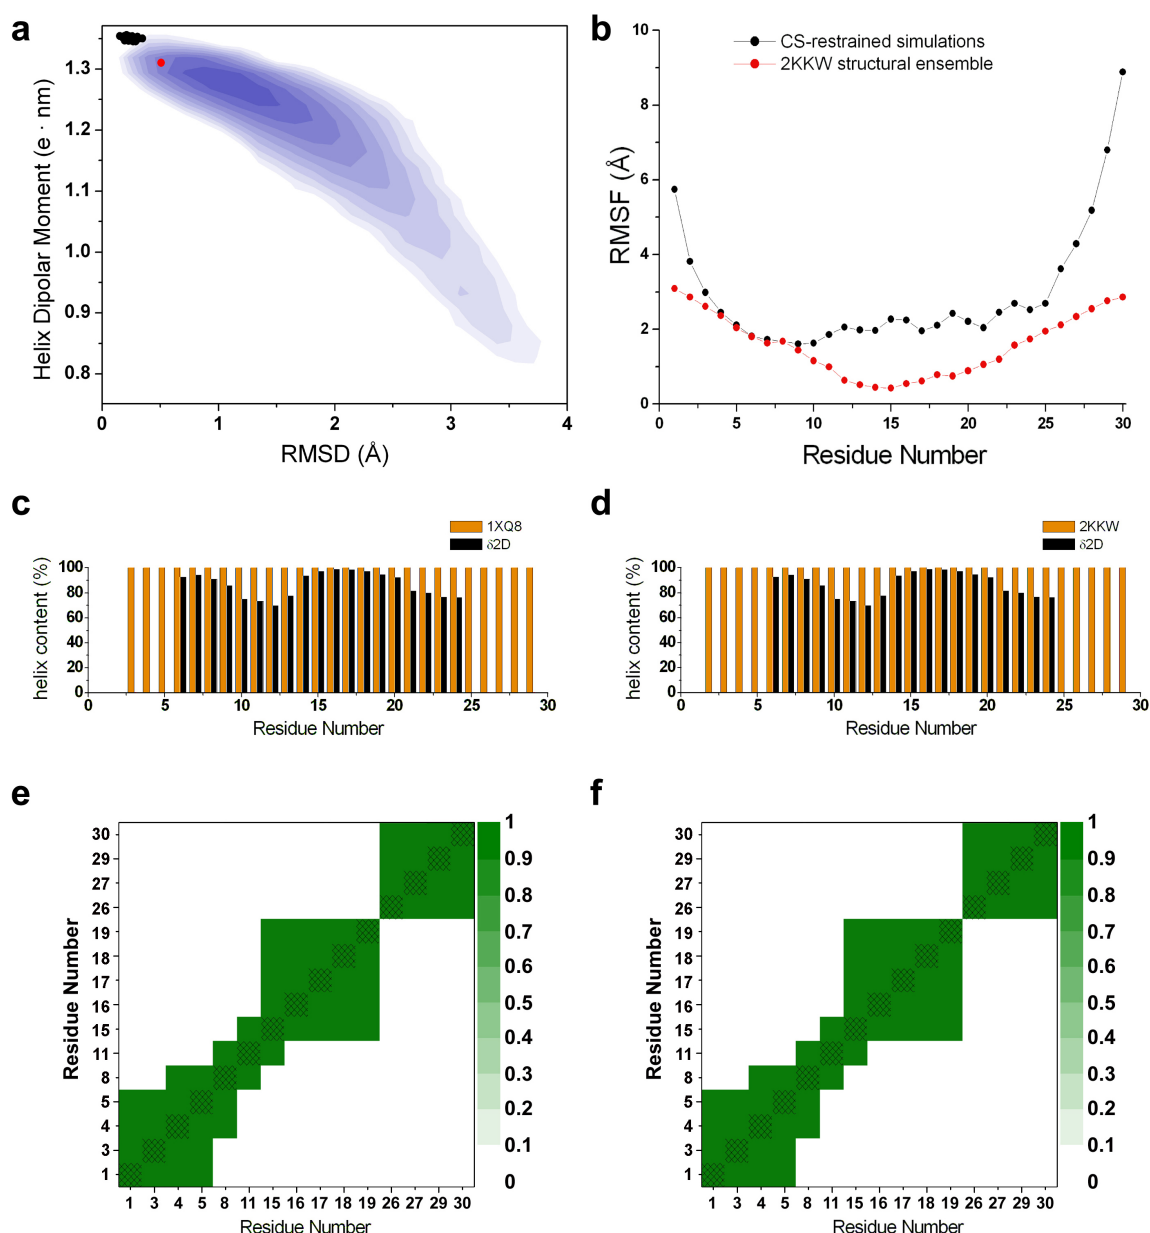 a
Helix Dipolar Moment (e · nm)
1.3
1.2
1.1
1.0
0.9
0.8
0 1 2 3 4
RMSD (Å)
b
CS-restrained simulations
2KKW structural ensemble
RMSF (Å)
10
8
6
4
2
0
0 5 10 15 20 25 30
Residue Number
c
1XQ8
δ2D
helix content (%)
100
80
60
40
20
0
0 5 10 15 20 25 30
Residue Number
d
2KKW
δ2D
helix content (%)
100
80
60
40
20
0
0 5 10 15 20 25 30
Residue Number
e
Residue Number
30
29
27
26
19
18
17
16
15
11
8
5
4
3
1
1 3 4 5 8 11 15 16 17 18 19 26 27 29 30
Residue Number
1
0.9
0.8
0.7
0.6
0.5
0.4
0.3
0.2
0.1
0
f
Residue Number
30
29
27
26
19
18
17
16
15
11
8
5
4
3
1
1 3 4 5 8 11 15 16 17 18 19 26 27 29 30
Residue Number
1
0.9
0.8
0.7
0.6
0.5
0.4
0.3
0.2
0.1
0